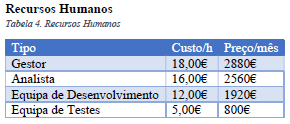 Recursos Humanos
Tabela 4. Recursos Humanos
Tipo Custo/h Preço/mês
Gestor 18,00€ 2880€
Analista 16,00€ 2560€
Equipa de Desenvolvimento 12,00€ 1920€
Equipa de Testes 5,00€ 800€